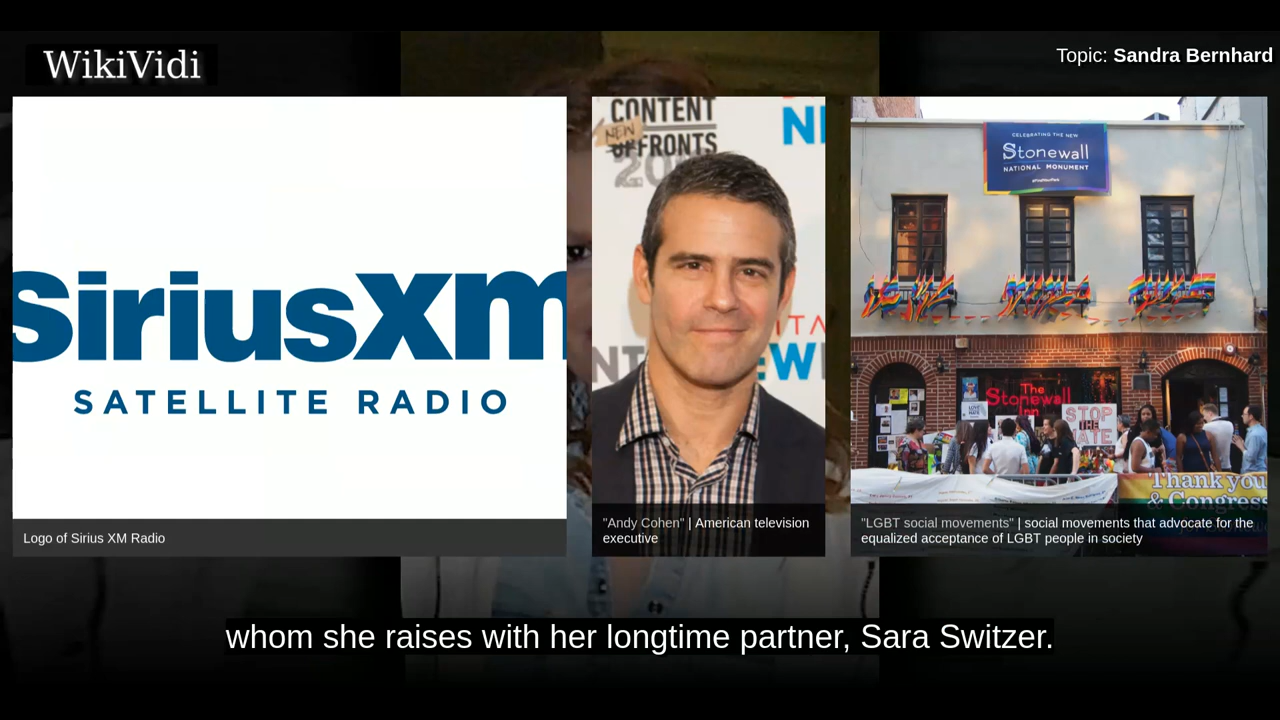 WikiVidi
Topic: Sandra Bernhard
SiriusXM
SATELLITE RADIO
Logo of Sirius XM Radio
CONTENT
NEW
UPFRONTS
"Andy Cohen" | American television
executive
CELEBRATING THE NEW
Stonewall
NATIONAL MONUMENT
The
Stonewall
Inn
STOP
THE
HATE
Thank you
& Congress
"LGBT social movements" | social movements that advocate for the
equalized acceptance of LGBT people in society
whom she raises with her longtime partner, Sara Switzer.